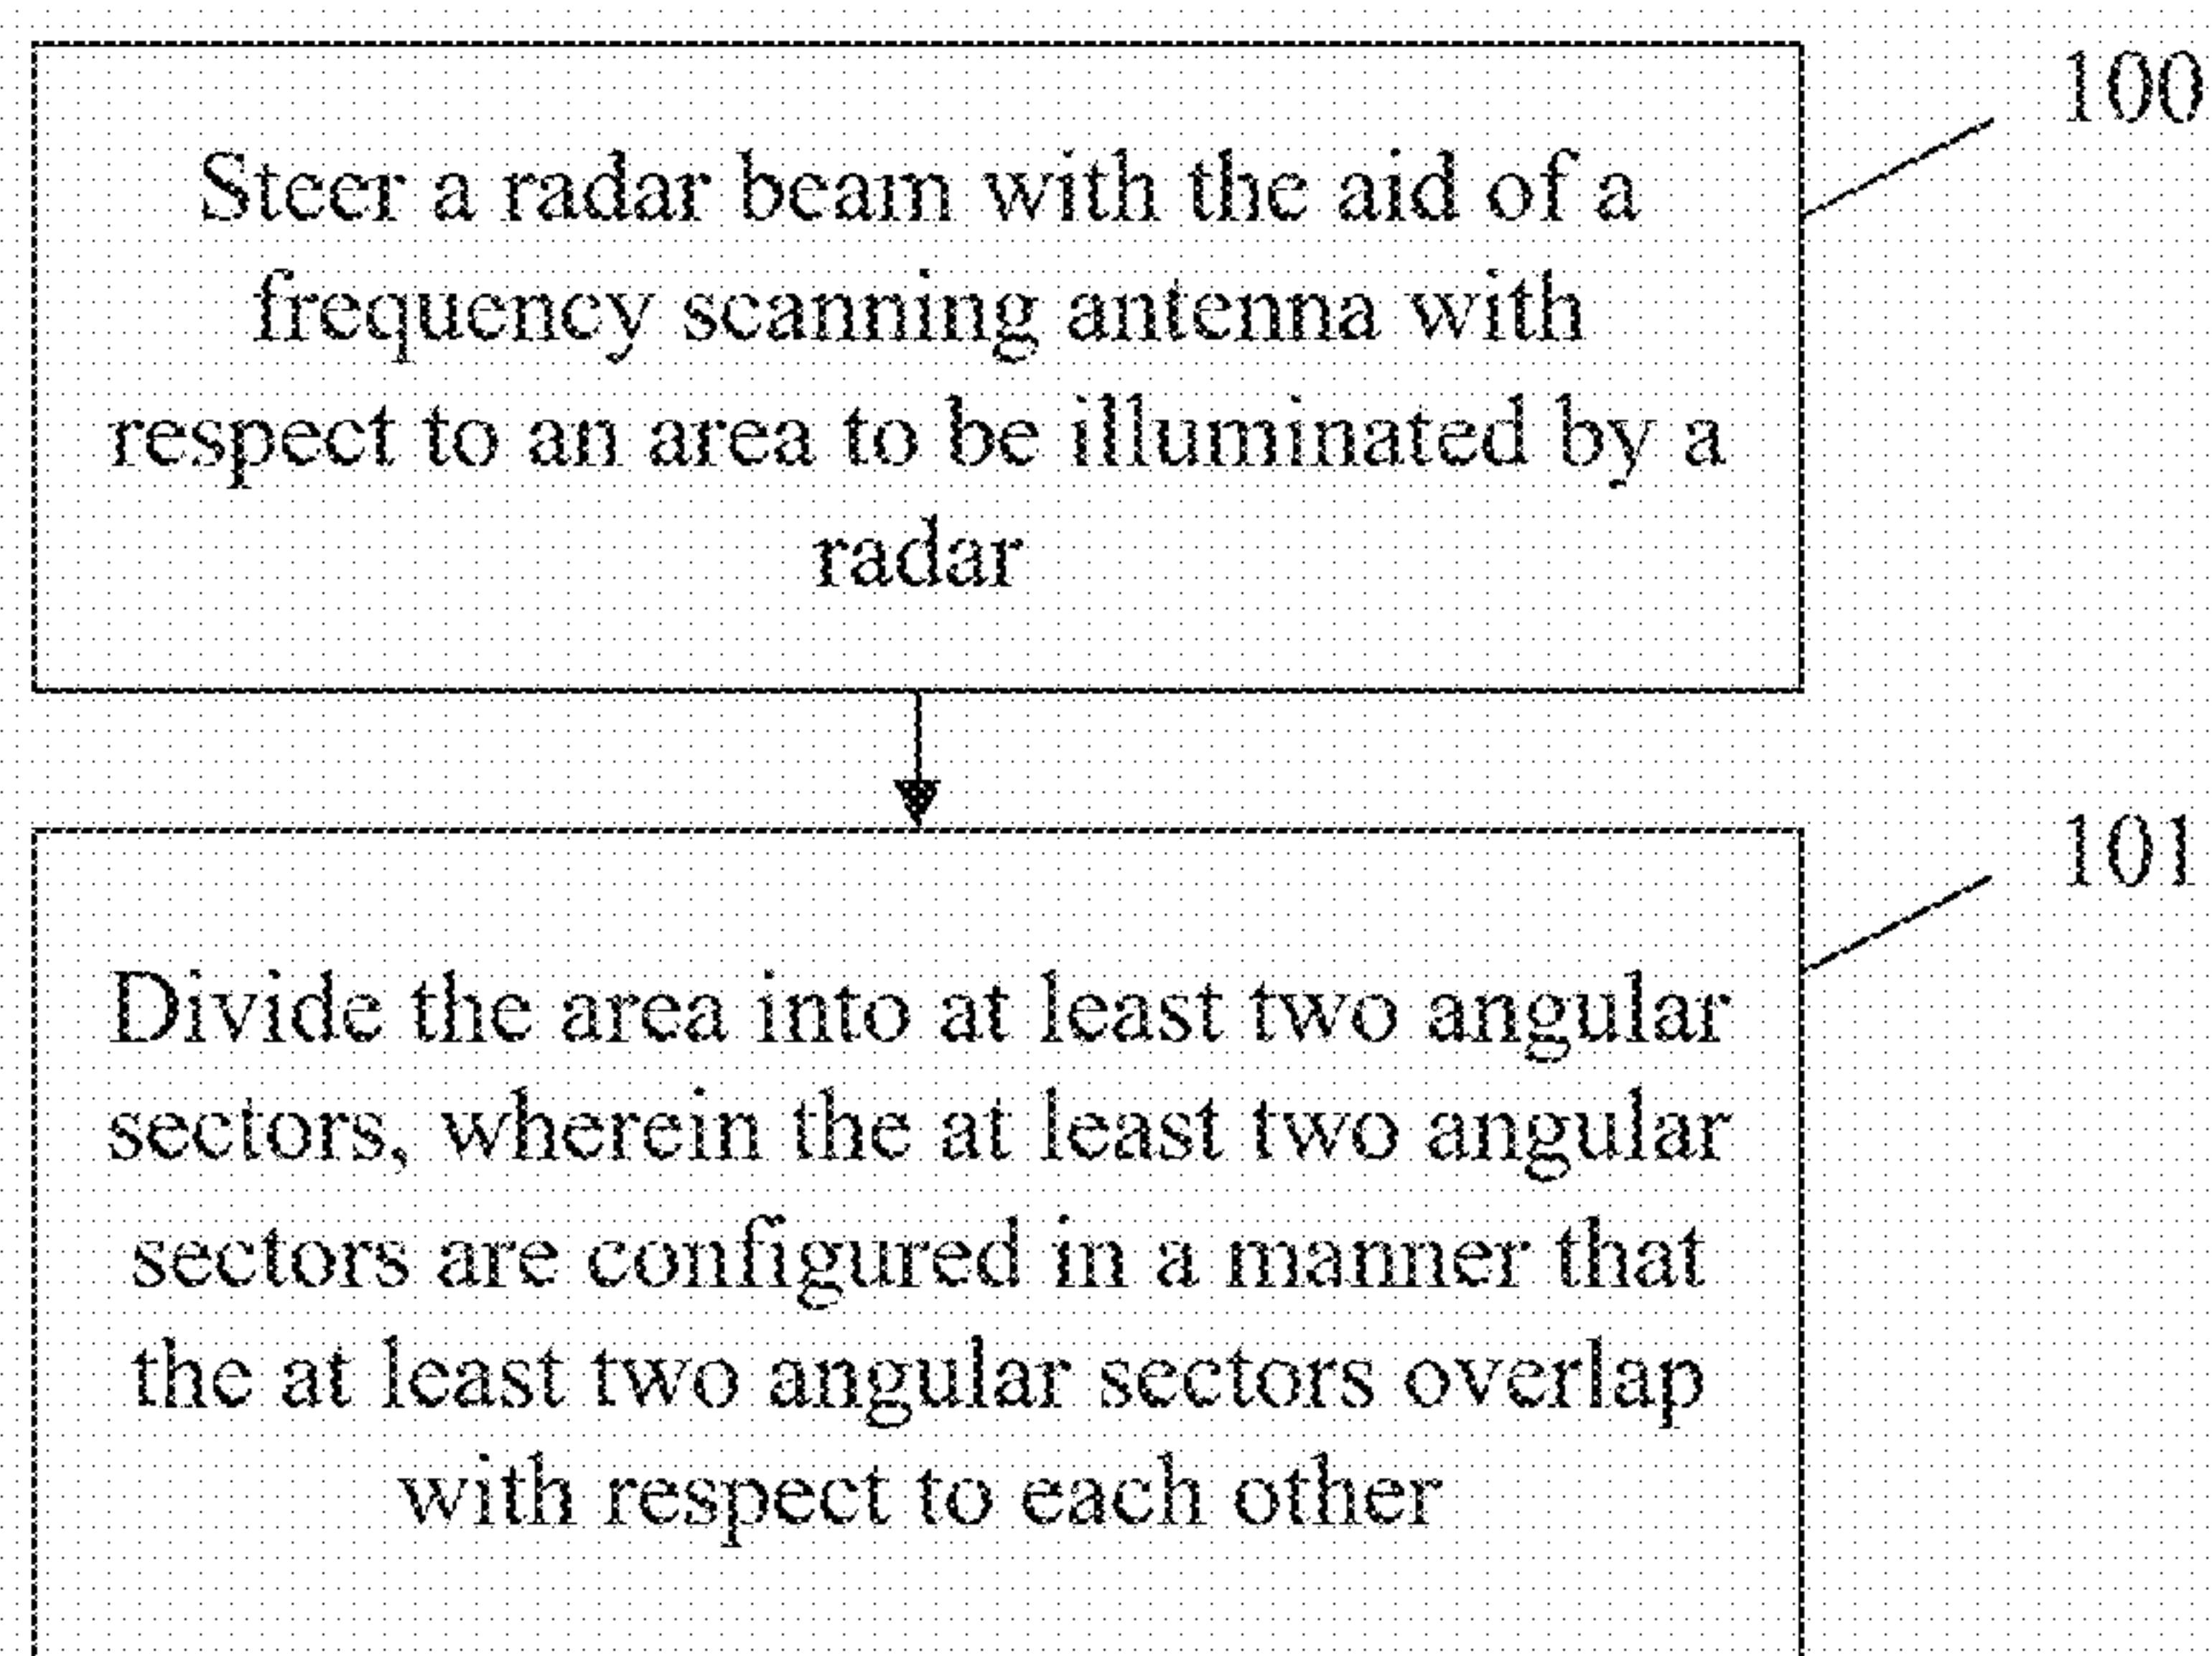 100
Steer a radar beam with the aid of a
frequency scanning antenna with
respect to an area to be illuminated by a
radar
101
Divide the area into at least two angular
sectors, wherein the at least two angular
sectors are configured in a manner that
the at least two angular sectors overlap
with respect to each other